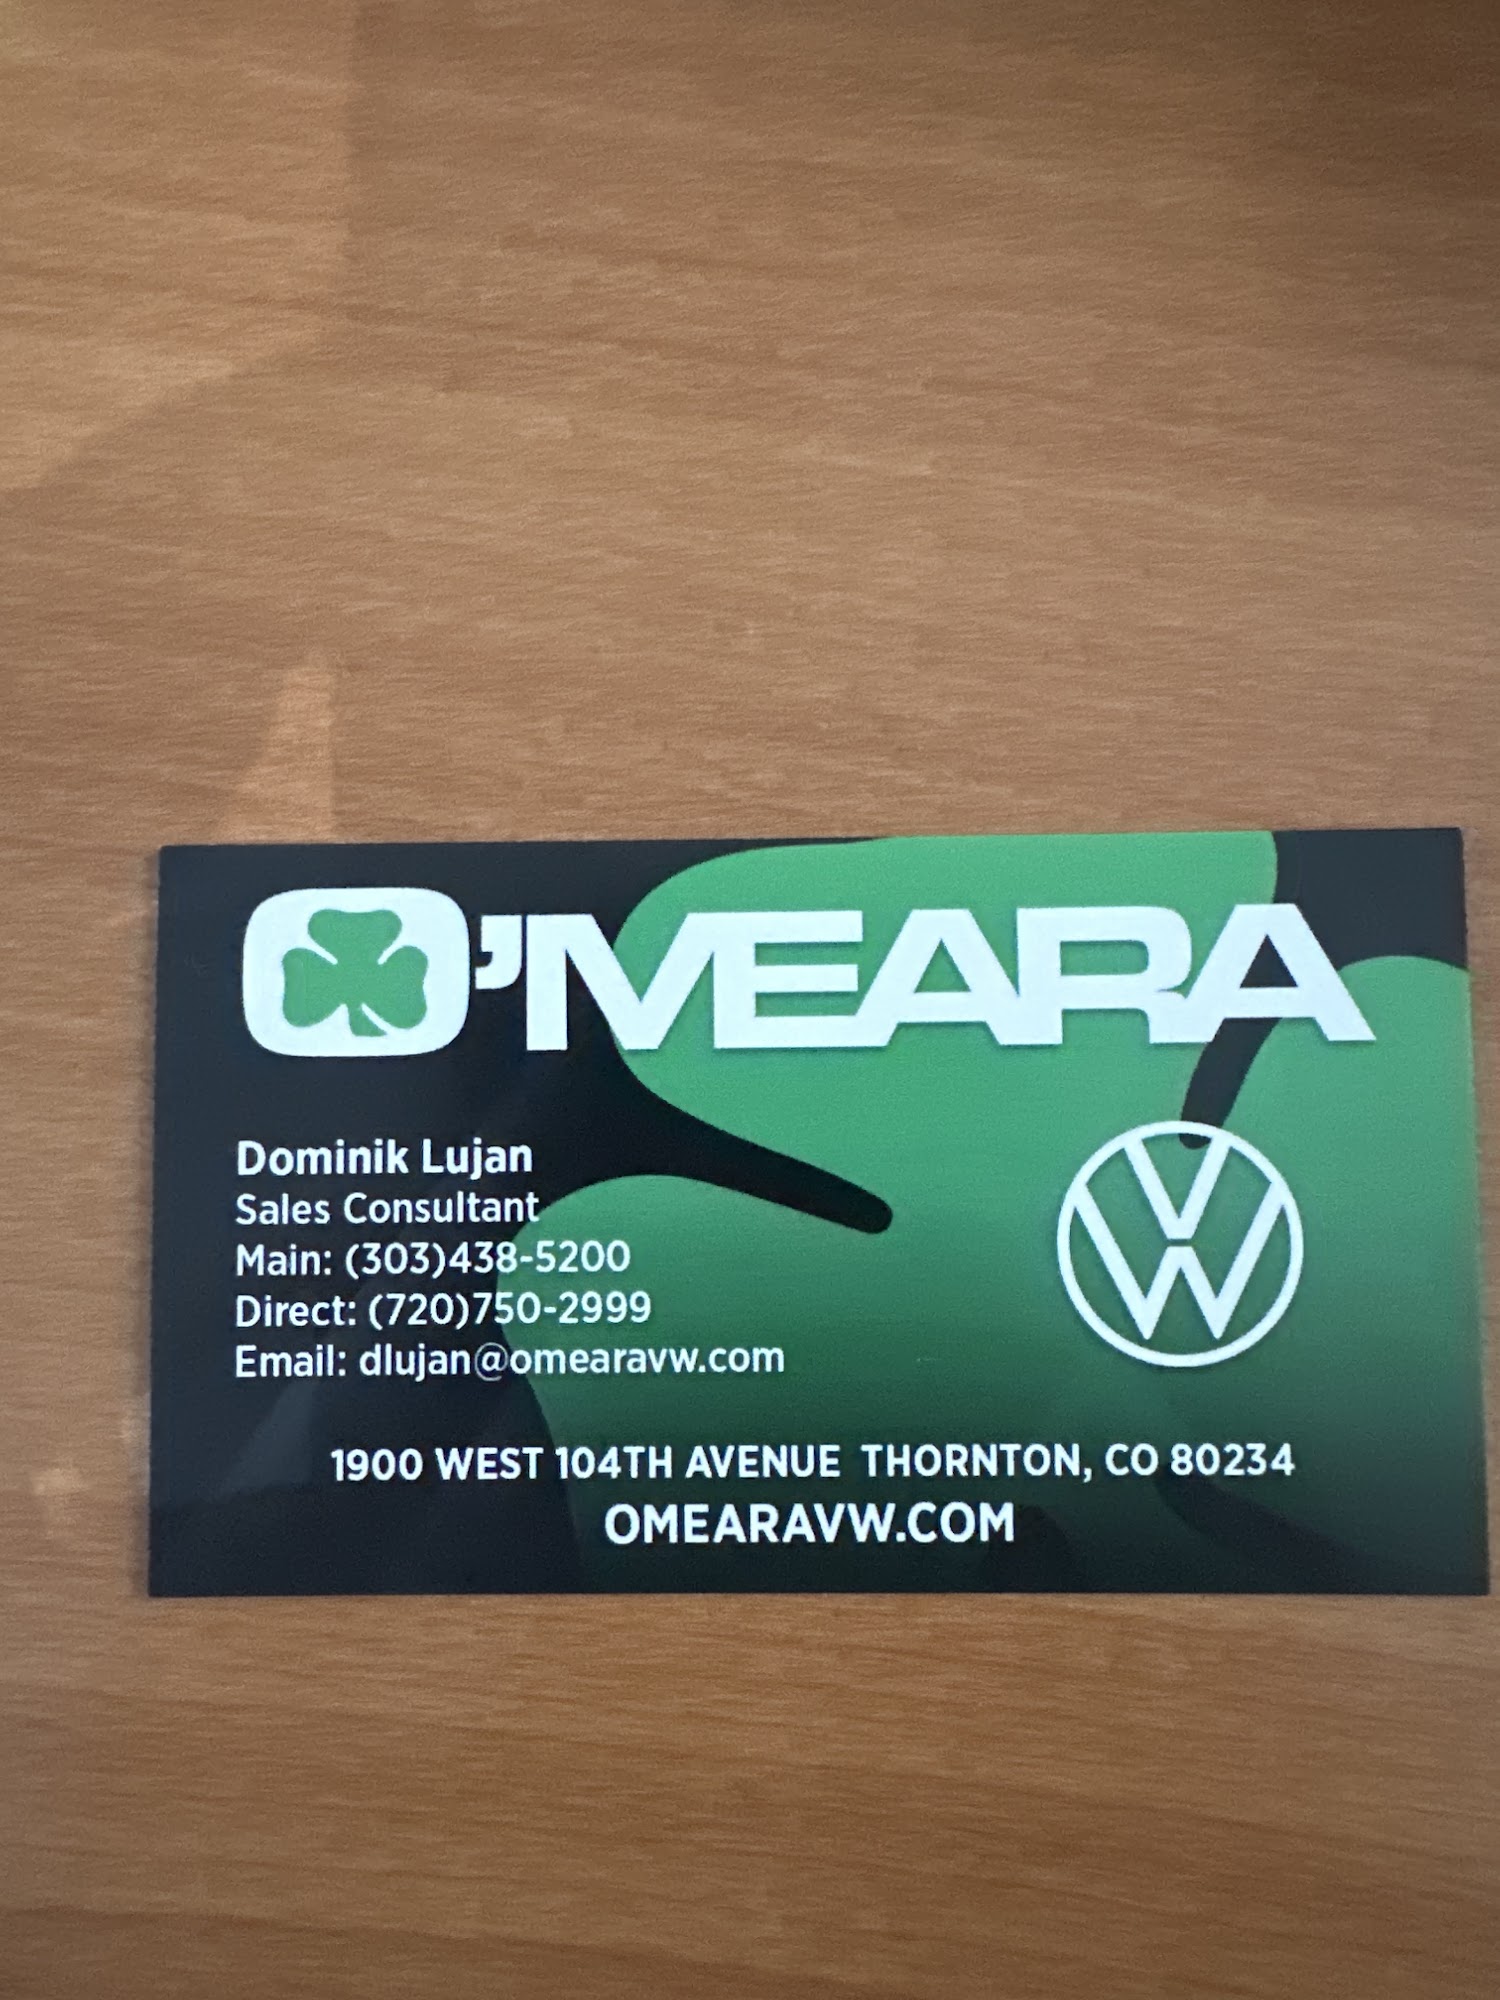 O'MEARA
Dominik Lujan
Sales Consultant
Main: (303)438-5200
Direct: (720)750-2999
Email: dlujan@omearavw.com
VW
1900 WEST 104TH AVENUE THORNTON, CO 80234
OMEARAVW.COM